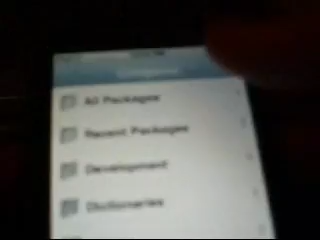 All Packages
Recent Packages
Development
Dictionaries